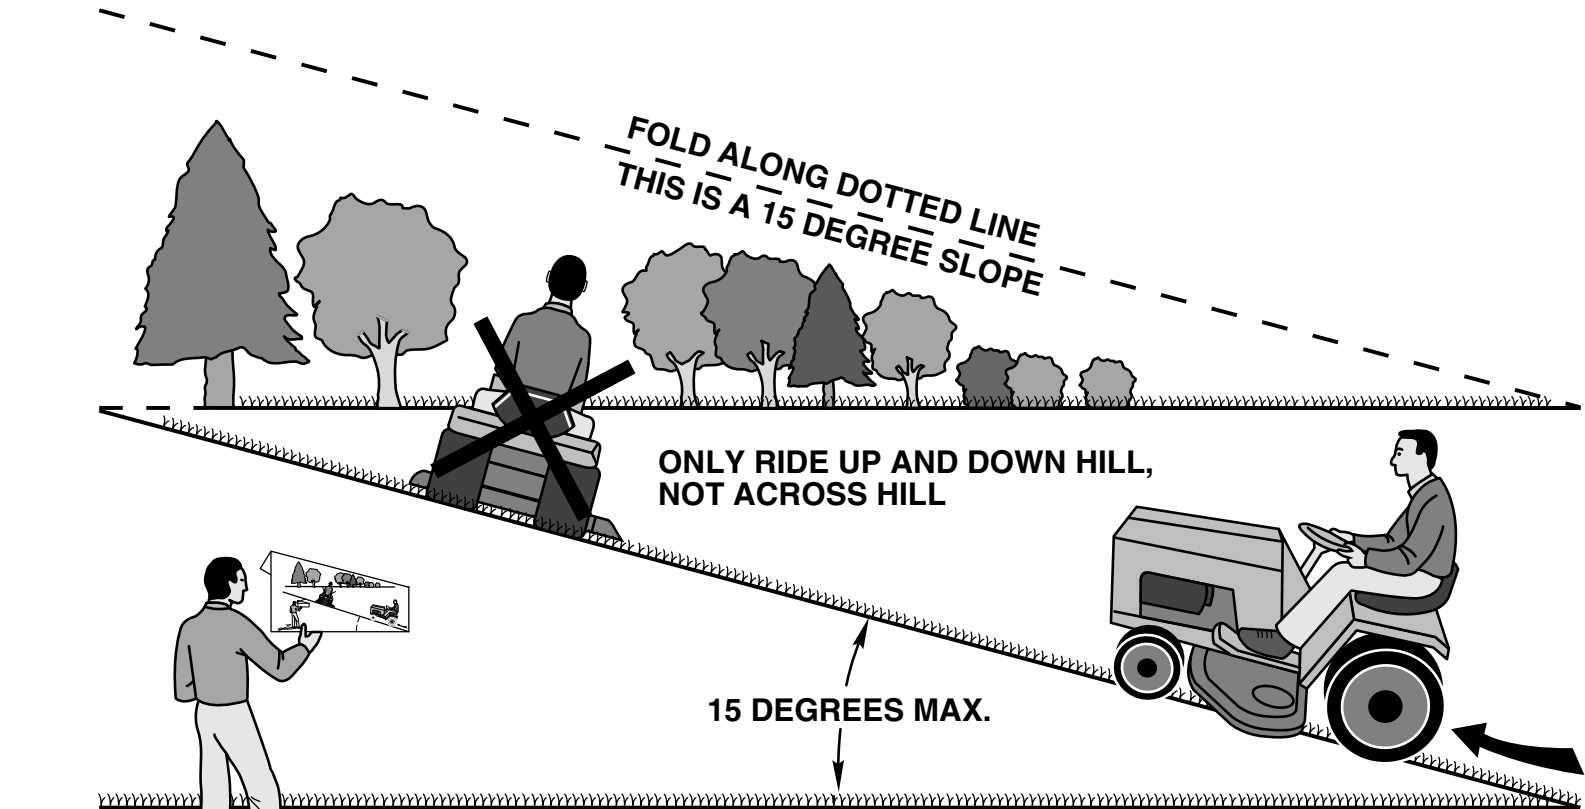 FOLD ALONG DOTTED LINE
THIS IS A 15 DEGREE SLOPE
ONLY RIDE UP AND DOWN HILL,
NOT ACROSS HILL
15 DEGREES MAX.